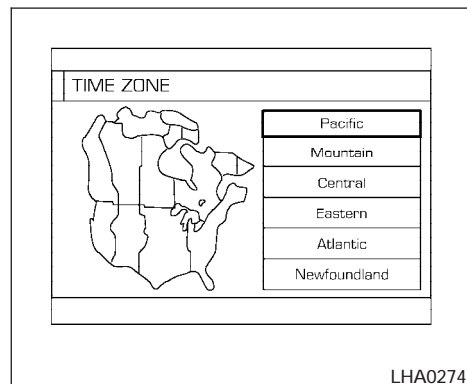 TIME ZONE
Pacific
Mountain
Central
Eastern
Atlantic
Newfoundland
LHA0274